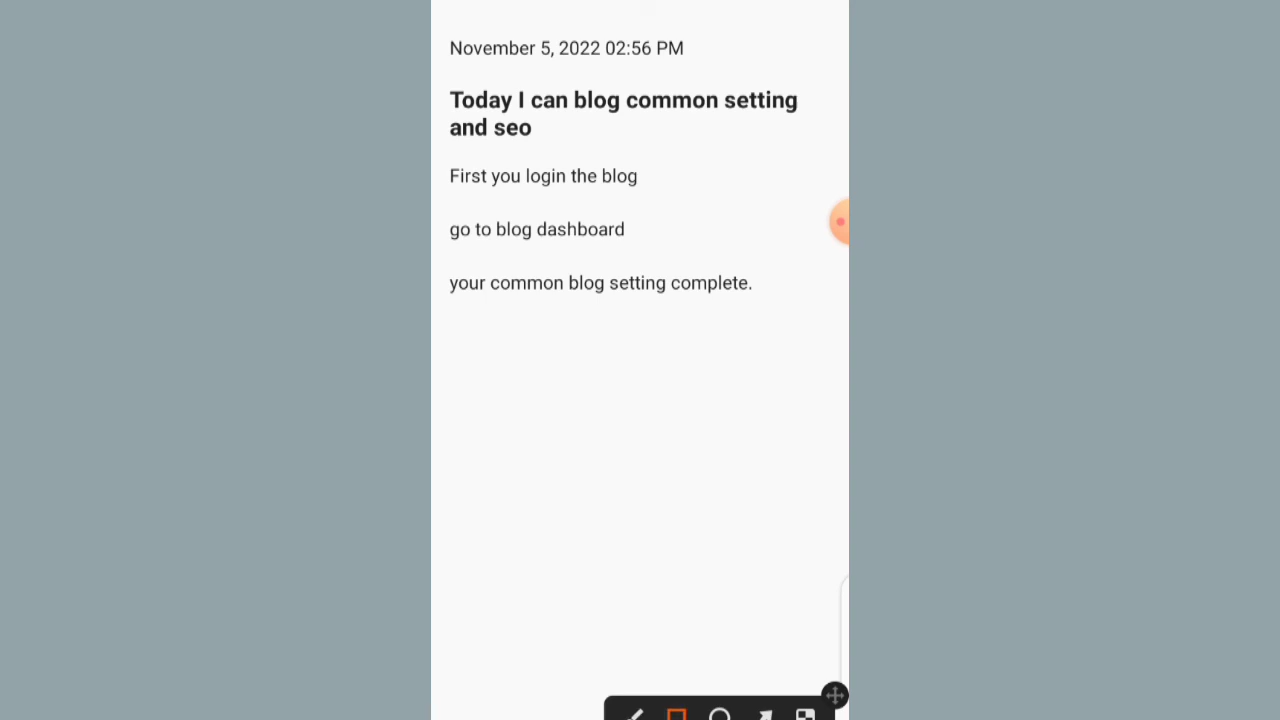 November 5, 2022 02:56 PM
Today I can blog common setting
and seo
First you login the blog
go to blog dashboard
your common blog setting complete.